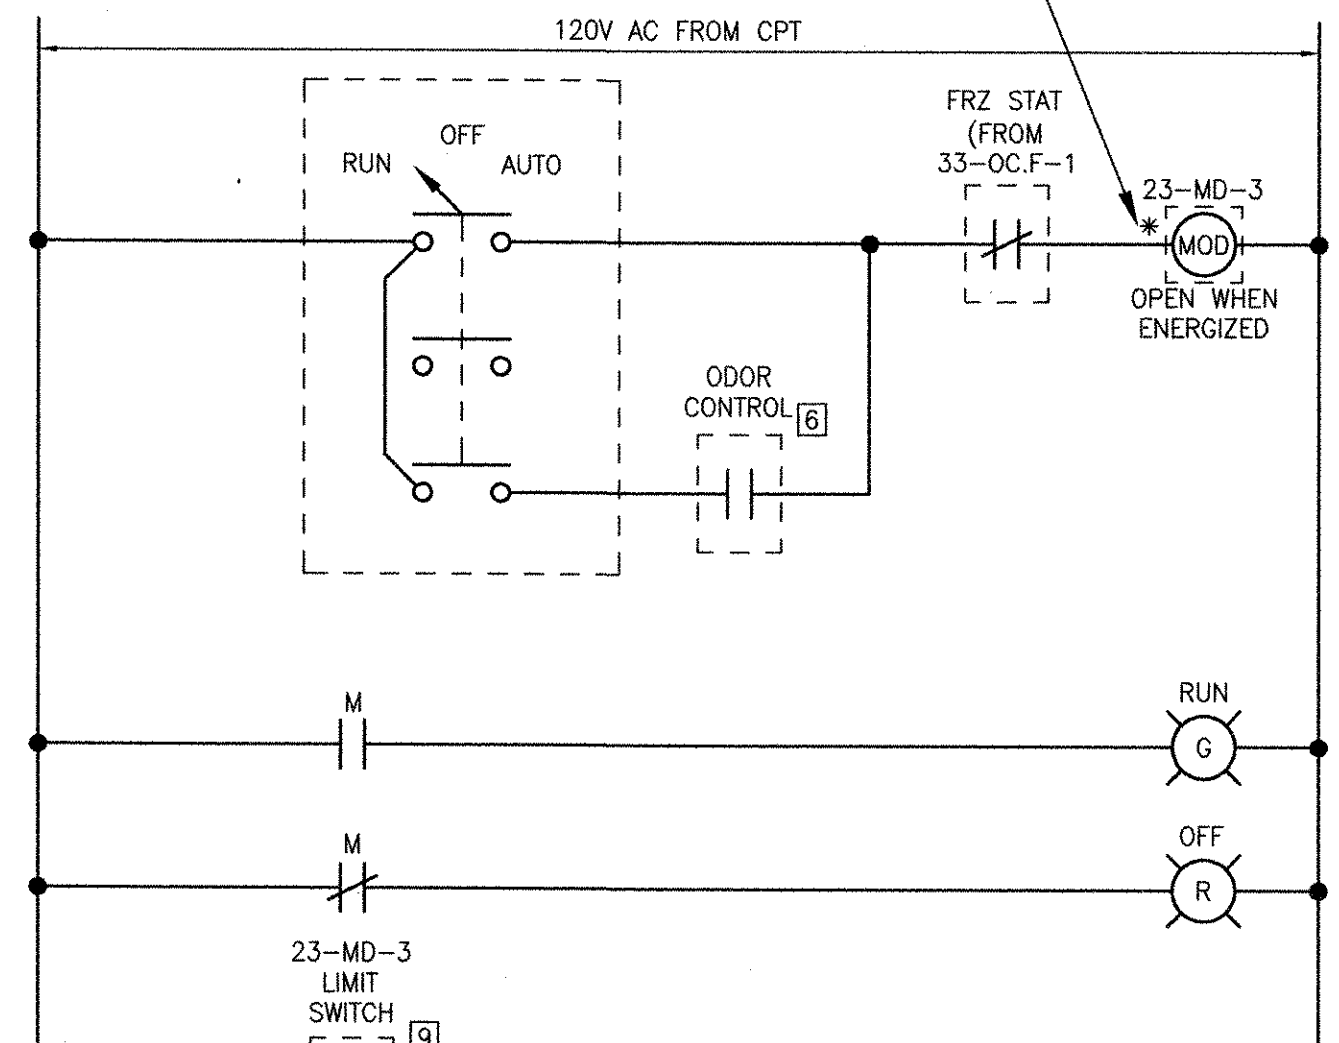 120V AC FROM CPT
OFF
RUN
AUTO
FRZ STAT
(FROM
33-OC.F-1
23-MD-3
*
MOD
OPEN WHEN
ENERGIZED
ODOR
CONTROL 6
M
RUN
G
M
OFF
R
23-MD-3
LIMIT
SWITCH
9